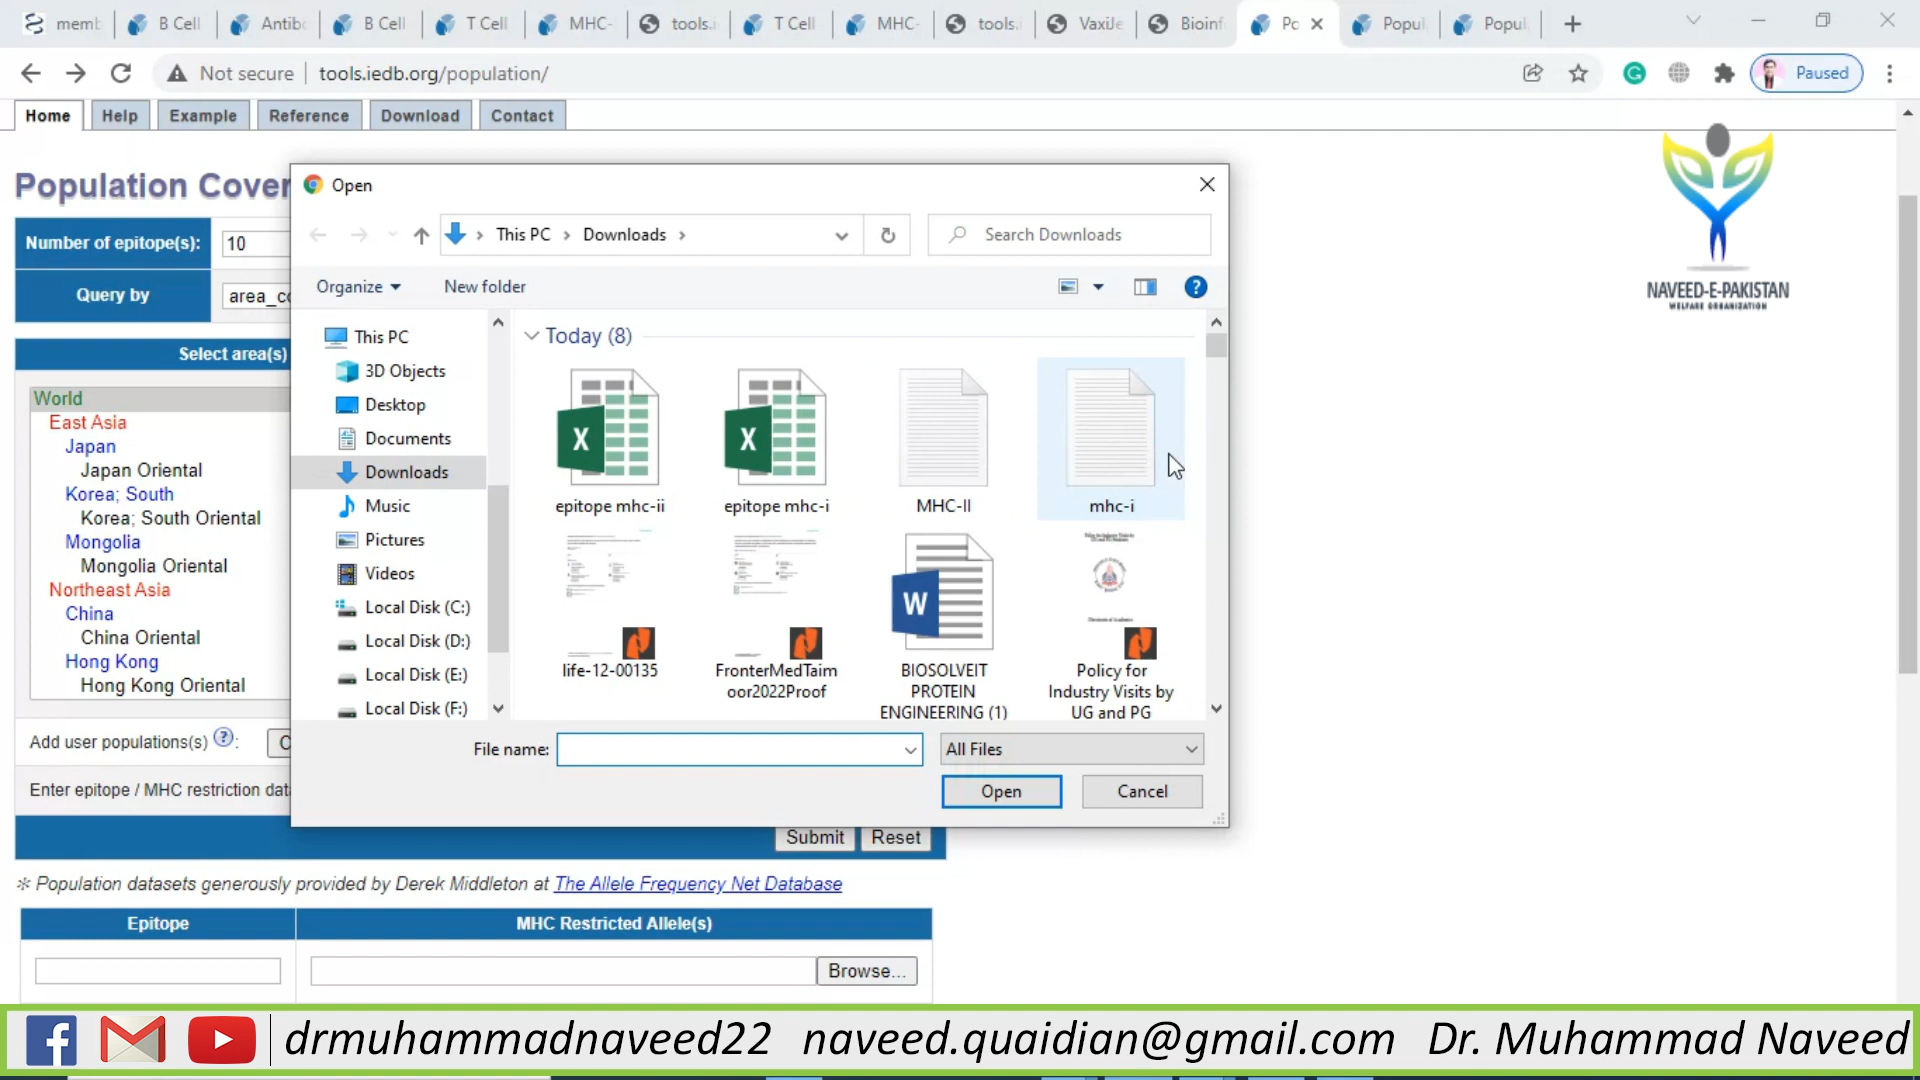 memb
B Cell
Antibo
B Cell
T Cell
MHC-
tools.i
T Cell
MHC-
tools.i
VaxiJe
Bioinf
Po
Popul
Popul
Not secure
tools.iedb.org/population/
Paused
Home
Help
Example
Reference
Download
Contact
NAVEED-E-PAKISTAN
WELFARE ORGANIZATION
Population Cover
Number of epitope(s):
10
Query by
area_co
Select area(s)
World
East Asia
Japan
Japan Oriental
Korea; South
Korea; South Oriental
Mongolia
Mongolia Oriental
Northeast Asia
China
China Oriental
Hong Kong
Hong Kong Oriental
Add user populations(s) ? :
C
Enter epitope / MHC restriction dat
Submit
Reset
Open
This PC
Downloads
Search Downloads
Organize
New folder
This PC
3D Objects
Desktop
Documents
Downloads
Music
Pictures
Videos
Local Disk (C:)
Local Disk (D:)
Local Disk (E:)
Local Disk (F:)
Today (8)
epitope mhc-ii
epitope mhc-i
MHC-II
mhc-i
life-12-00135
FronterMedTaim
oor2022Proof
BIOSOLVEIT
PROTEIN
ENGINEERING (1)
Policy for
Industry Visits by
UG and PG
File name:
All Files
Open
Cancel
* Population datasets generously provided by Derek Middleton at The Allele Frequency Net Database
Epitope
MHC Restricted Allele(s)
Browse...
drmuhammadnaveed22 naveed.quaidian@gmail.com Dr. Muhammad Naveed